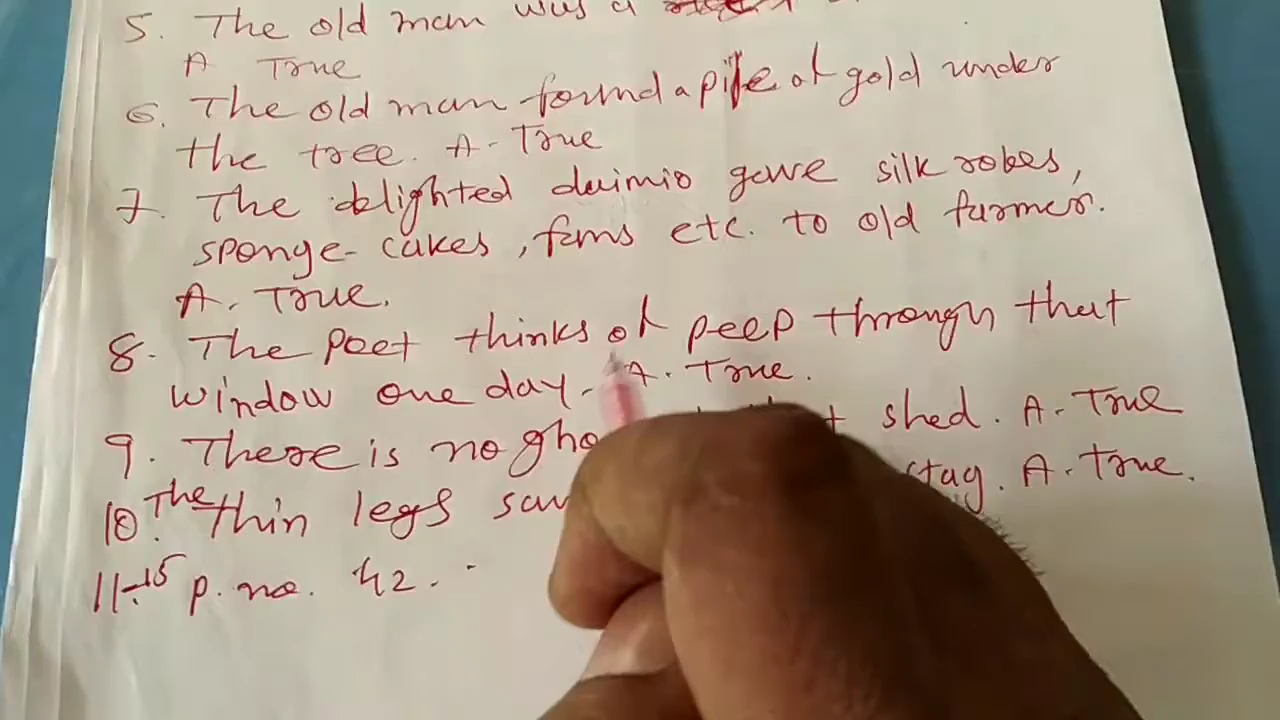 5. The old man was a
A True
6. The old man found a pile of gold under
the tree. A - True
7. The delighted daimio gave silk robes,
sponge-cakes, fans etc. to old farmer.
A. True.
8. The Poet thinks of peep through that
window one day. A. True.
9. There is no gho shed. A - True
10. The thin legs sav stag. A - True.
11-15 p. no. 42.